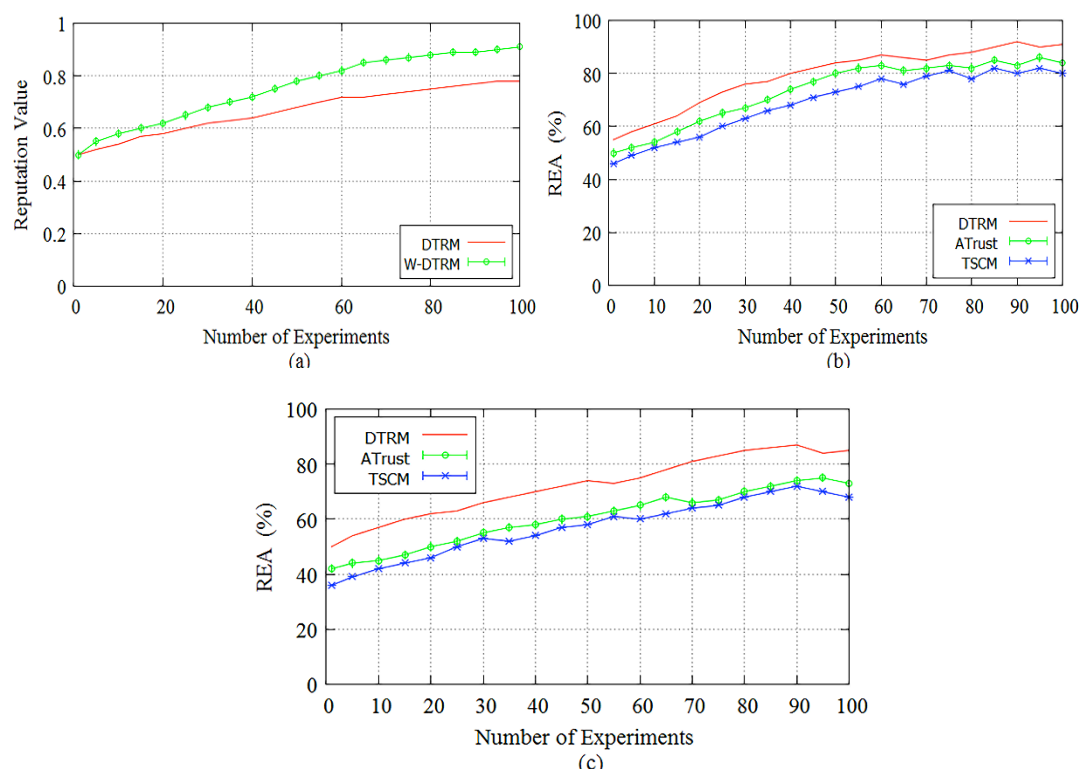 1
0.8
0.6
0.4
0.2
0
0 20 40 60 80 100
Reputation Value
DTRM
W-DTRM
Number of Experiments
(a)
100
80
60
40
20
0
0 10 20 30 40 50 60 70 80 90 100
REA (%)
DTRM
ATrust
TSCM
Number of Experiments
(b)
100
80
60
40
20
0
0 10 20 30 40 50 60 70 80 90 100
REA (%)
DTRM
ATrust
TSCM
Number of Experiments
(c)